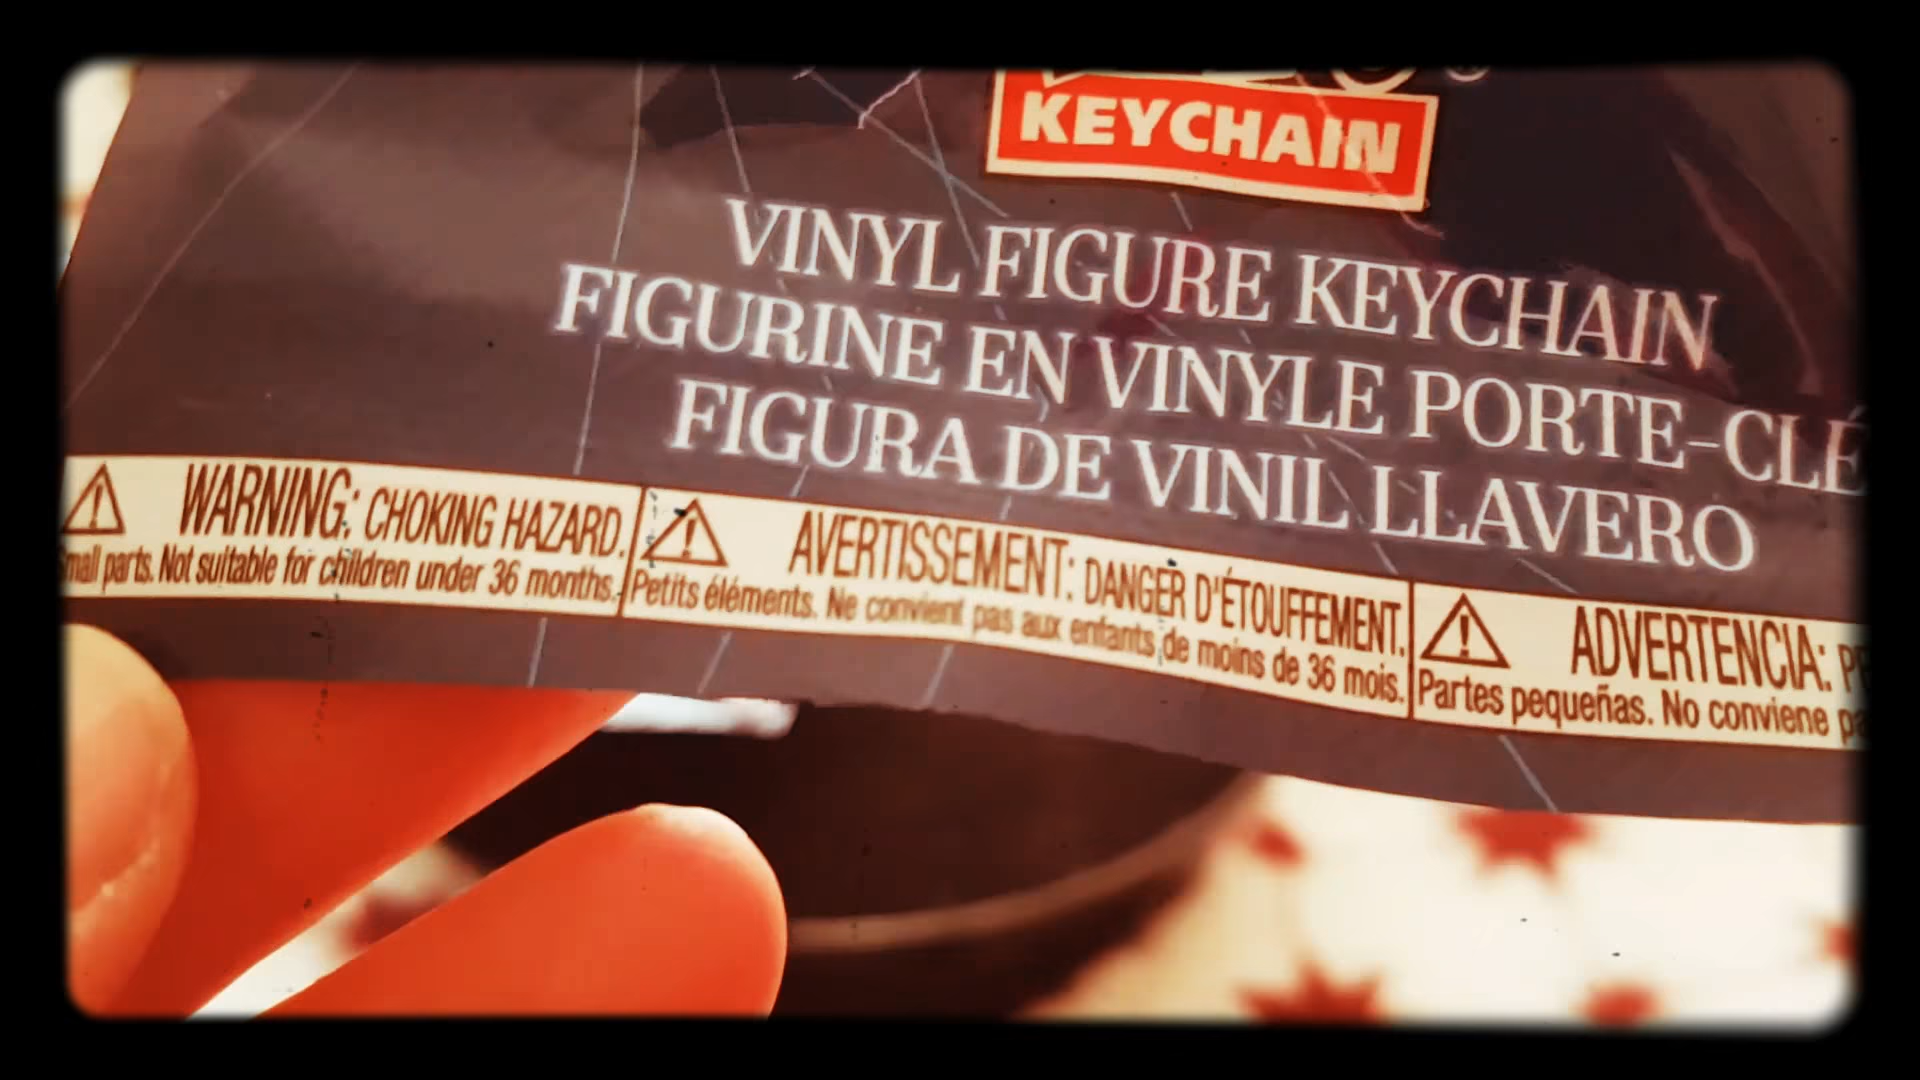 KEYCHAIN
VINYL FIGURE KEYCHAIN
FIGURINE EN VINYLE PORTE-CLÉ
FIGURA DE VINIL LLAVERO
WARNING: CHOKING HAZARD.
Small parts. Not suitable for children under 36 months.
AVERTISSEMENT: DANGER D'ÉTOUFFEMENT.
Petits éléments. Ne convient pas aux enfants de moins de 36 mois.
ADVERTENCIA:
Partes pequeñas. No conviene